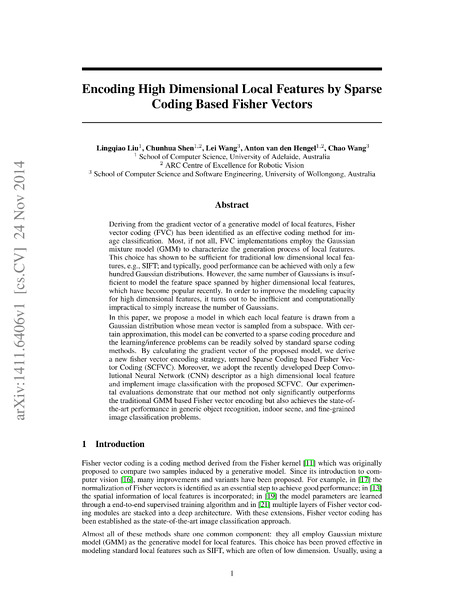 Encoding High Dimensional Local Features by Sparse
Coding Based Fisher Vectors
Lingqiao Liu1, Chunhua Shen1,2, Lei Wang3, Anton van den Hengel1,2, Chao Wang3
1 School of Computer Science, University of Adelaide, Australia
2 ARC Centre of Excellence for Robotic Vision
3 School of Computer Science and Software Engineering, University of Wollongong, Australia
Abstract
Deriving from the gradient vector of a generative model of local features, Fisher
vector coding (FVC) has been identified as an effective coding method for im-
age classification. Most, if not all, FVC implementations employ the Gaussian
mixture model (GMM) to characterize the generation process of local features.
This choice has shown to be sufficient for traditional low dimensional local fea-
tures, e.g., SIFT; and typically, good performance can be achieved with only a few
hundred Gaussian distributions. However, the same number of Gaussians is insuf-
ficient to model the feature space spanned by higher dimensional local features,
which have become popular recently. In order to improve the modeling capacity
for high dimensional features, it turns out to be inefficient and computationally
impractical to simply increase the number of Gaussians.
In this paper, we propose a model in which each local feature is drawn from a
Gaussian distribution whose mean vector is sampled from a subspace. With cer-
tain approximation, this model can be converted to a sparse coding procedure and
the learning/inference problems can be readily solved by standard sparse coding
methods. By calculating the gradient vector of the proposed model, we derive
a new fisher vector encoding strategy, termed Sparse Coding based Fisher Vec-
tor Coding (SCFVC). Moreover, we adopt the recently developed Deep Convo-
lutional Neural Network (CNN) descriptor as a high dimensional local feature
and implement image classification with the proposed SCFVC. Our experimen-
tal evaluations demonstrate that our method not only significantly outperforms
the traditional GMM based Fisher vector encoding but also achieves the state-of-
the-art performance in generic object recognition, indoor scene, and fine-grained
image classification problems.
1 Introduction
Fisher vector coding is a coding method derived from the Fisher kernel [11] which was originally
proposed to compare two samples induced by a generative model. Since its introduction to com-
puter vision [16], many improvements and variants have been proposed. For example, in [17] the
normalization of Fisher vectors is identified as an essential step to achieve good performance; in [13]
the spatial information of local features is incorporated; in [19] the model parameters are learned
through a end-to-end supervised training algorithm and in [21] multiple layers of Fisher vector cod-
ing modules are stacked into a deep architecture. With these extensions, Fisher vector coding has
been established as the state-of-the-art image classification approach.
Almost all of these methods share one common component: they all employ Gaussian mixture
model (GMM) as the generative model for local features. This choice has been proved effective in
modeling standard local features such as SIFT, which are often of low dimension. Usually, using a
1
arXiv:1411.6406v1 [cs.CV] 24 Nov 2014